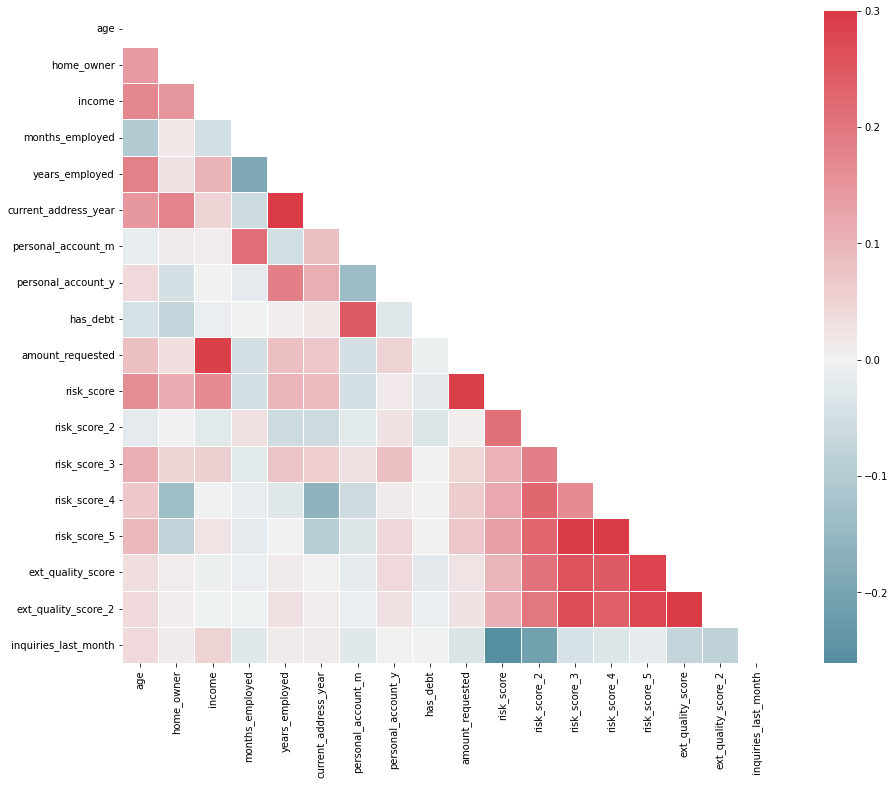 age
home_owner
income
months_employed
years_employed
current_address_year
personal_account_m
personal_account_y
has_debt
amount_requested
risk_score
risk_score_2
risk_score_3
risk_score_4
risk_score_5
ext_quality_score
ext_quality_score_2
inquiries_last_month
age
home_owner
income
months_employed
years_employed
current_address_year
personal_account_m
personal_account_y
has_debt
amount_requested
risk_score
risk_score_2
risk_score_3
risk_score_4
risk_score_5
ext_quality_score
ext_quality_score_2
inquiries_last_month
0.3
0.2
0.1
0.0
−0.1
−0.2